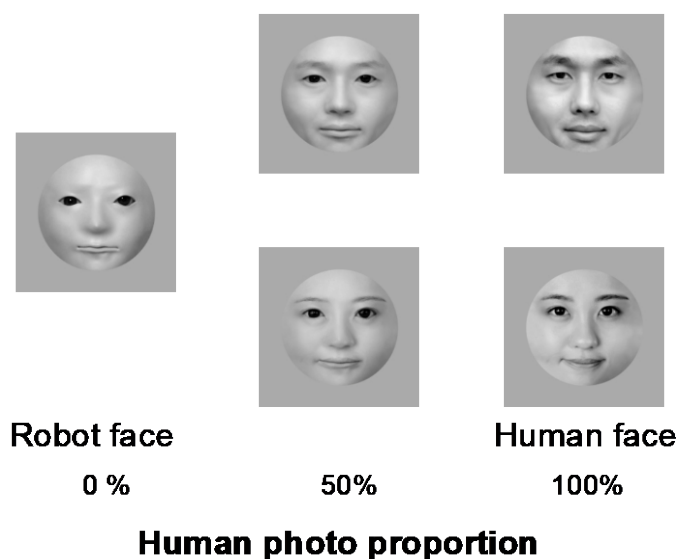 Robot face
Human face
0 %
50%
100%
Human photo proportion